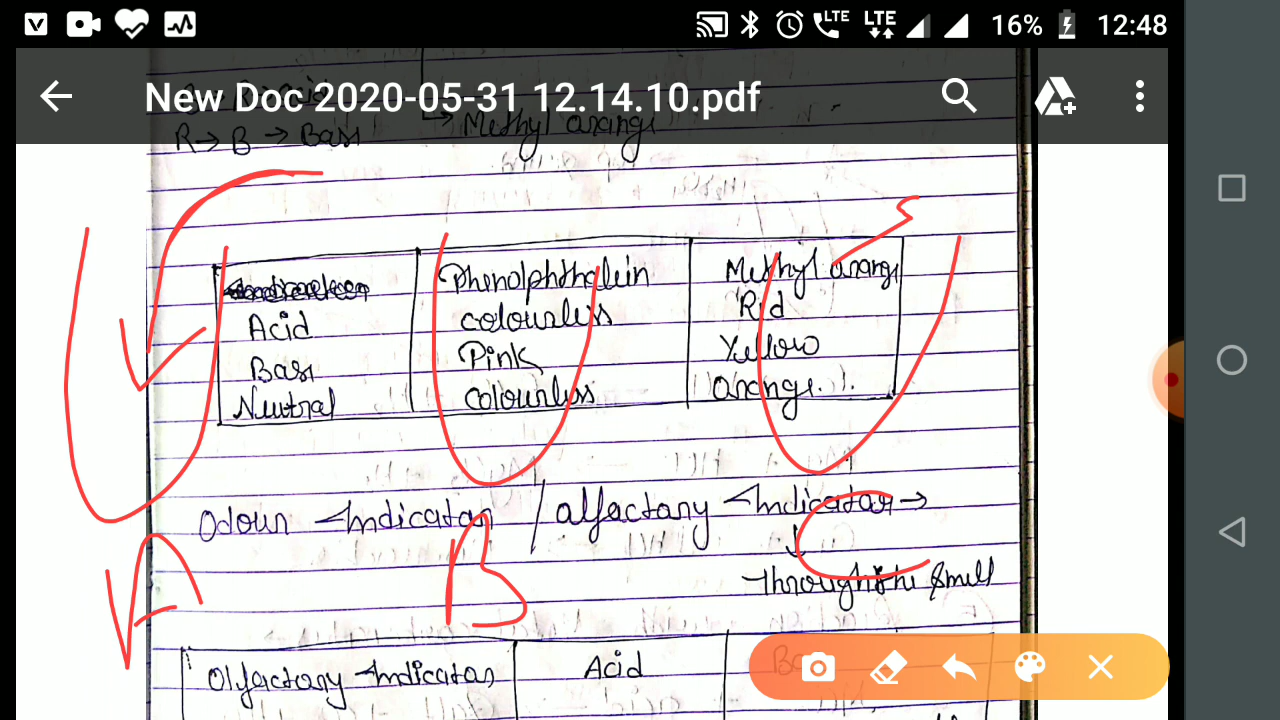 16% 12:48
New Doc 2020-05-31 12.14.10.pdf
R→ B → Base
↳ Methyl orange
Phenolphthalein Methyl orange
Acid colourless Red
Base Pink Yellow
Neutral colourless orange
Odour Indicator / olfactory Indicator →
Through the smell
A B C
Olfactory Indicator Acid Ba